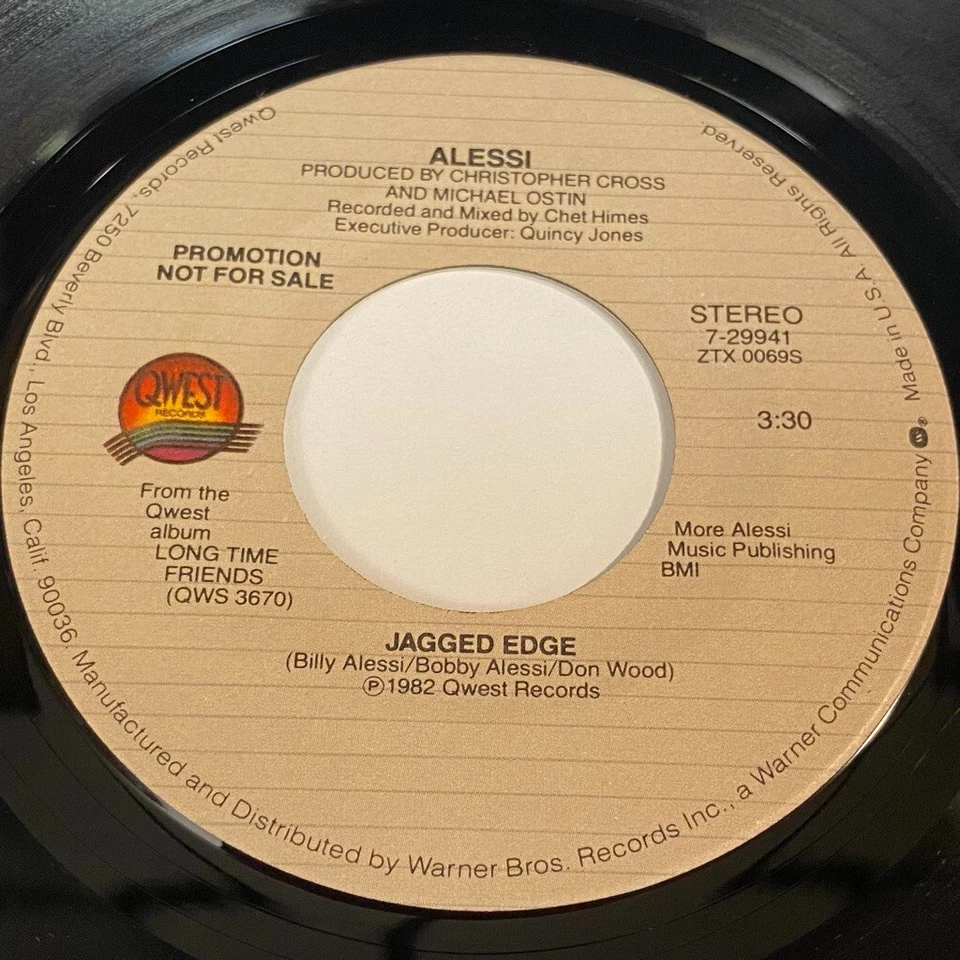 ALESSI
PRODUCED BY CHRISTOPHER CROSS
AND MICHAEL OSTIN
Recorded and Mixed by Chet Himes
Executive Producer: Quincy Jones
PROMOTION
NOT FOR SALE
STEREO
7-29941
ZTX 0069S
3:30
QWEST
RECORDS
From the
Qwest
album
LONG TIME
FRIENDS
(QWS 3670)
More Alessi
Music Publishing
BMI
JAGGED EDGE
(Billy Alessi/Bobby Alessi/Don Wood)
℗1982 Qwest Records
Qwest Records, 7250 Beverly Blvd., Los Angeles, Calif. 90036. Manufactured and Distributed by Warner Bros. Records Inc., a Warner Communications Company ® Made in U.S.A. All Rights Reserved.